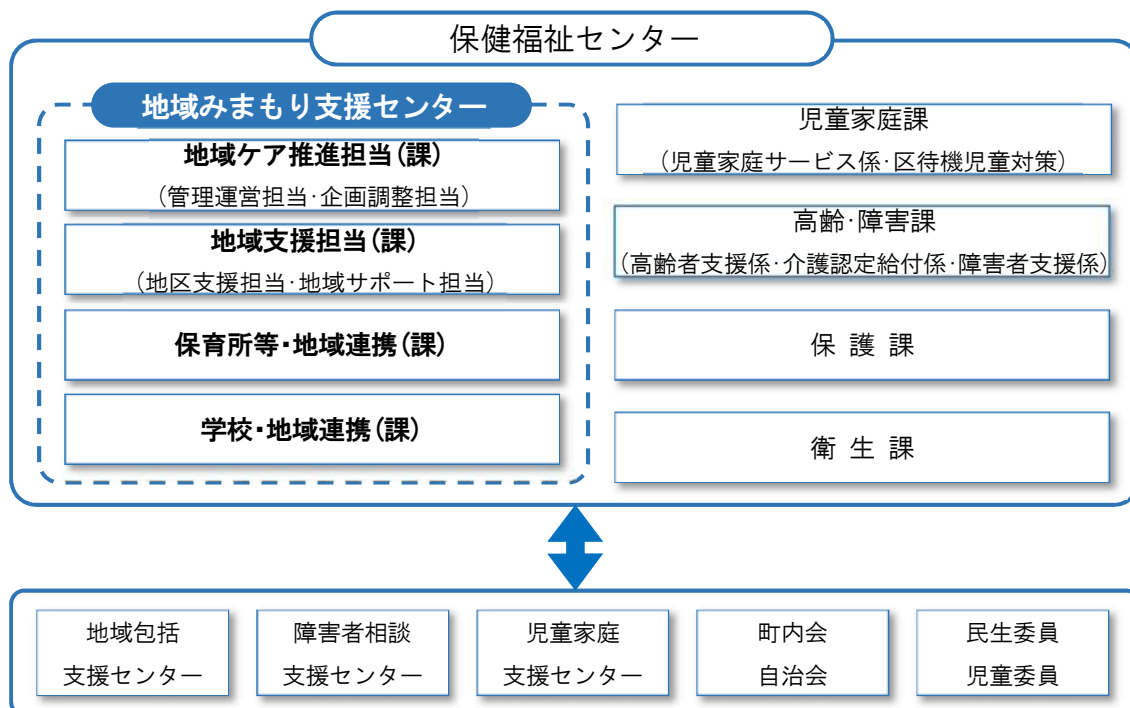 保健福祉センター
地域みまもり支援センター
地域ケア推進担当(課)
(管理運営担当・企画調整担当)
地域支援担当(課)
(地区支援担当・地域サポート担当)
保育所等・地域連携(課)
学校・地域連携(課)
児童家庭課
(児童家庭サービス係・区待機児童対策)
高齢・障害課
(高齢者支援係・介護認定給付係・障害者支援係)
保 護 課
衛 生 課
地域包括
支援センター
障害者相談
支援センター
児童家庭
支援センター
町内会
自治会
民生委員
児童委員